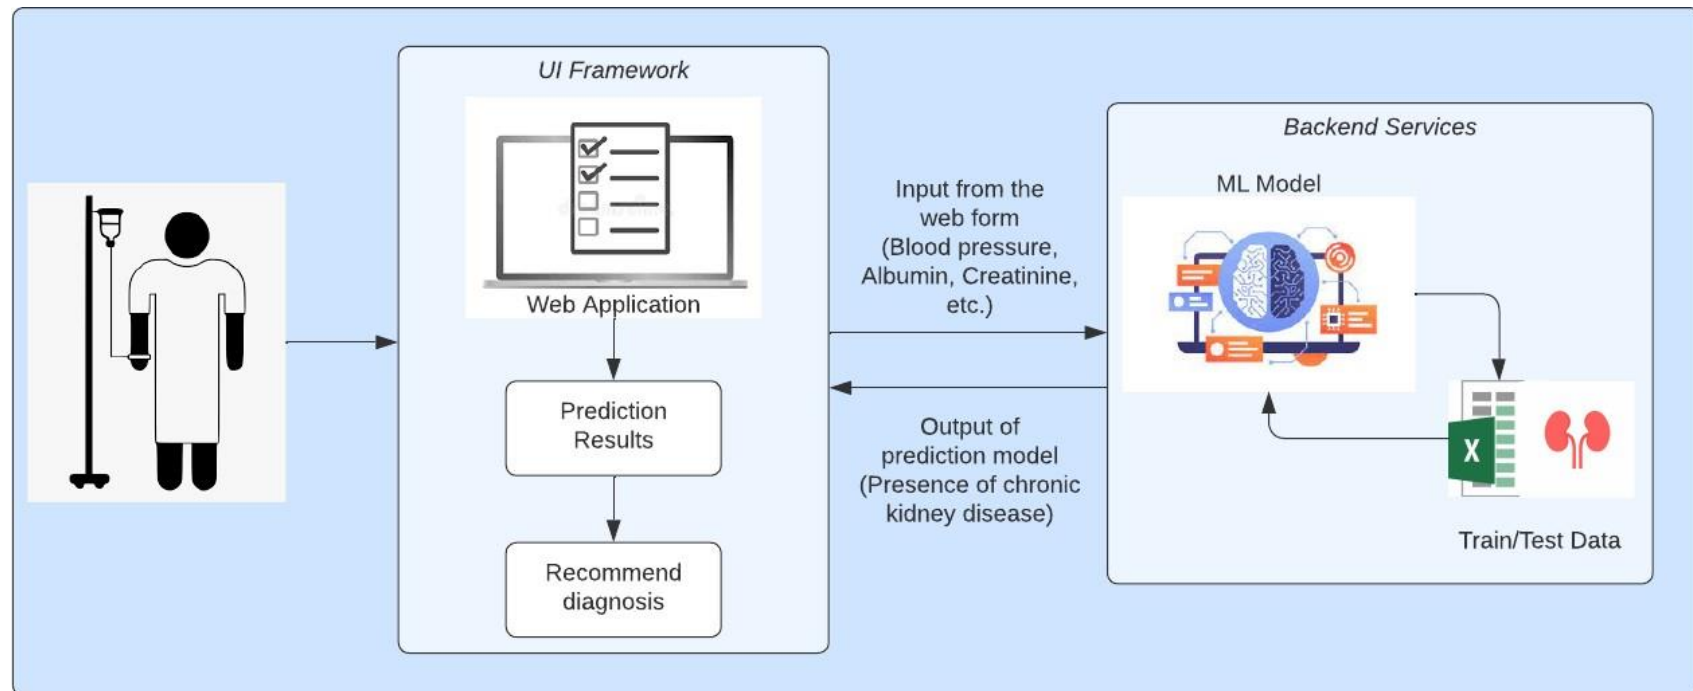 UI Framework
Web Application
Prediction
Results
Recommend
diagnosis
Input from the
web form
(Blood pressure,
Albumin, Creatinine,
etc.)
Output of
prediction model
(Presence of chronic
kidney disease)
Backend Services
ML Model
X
Train/Test Data